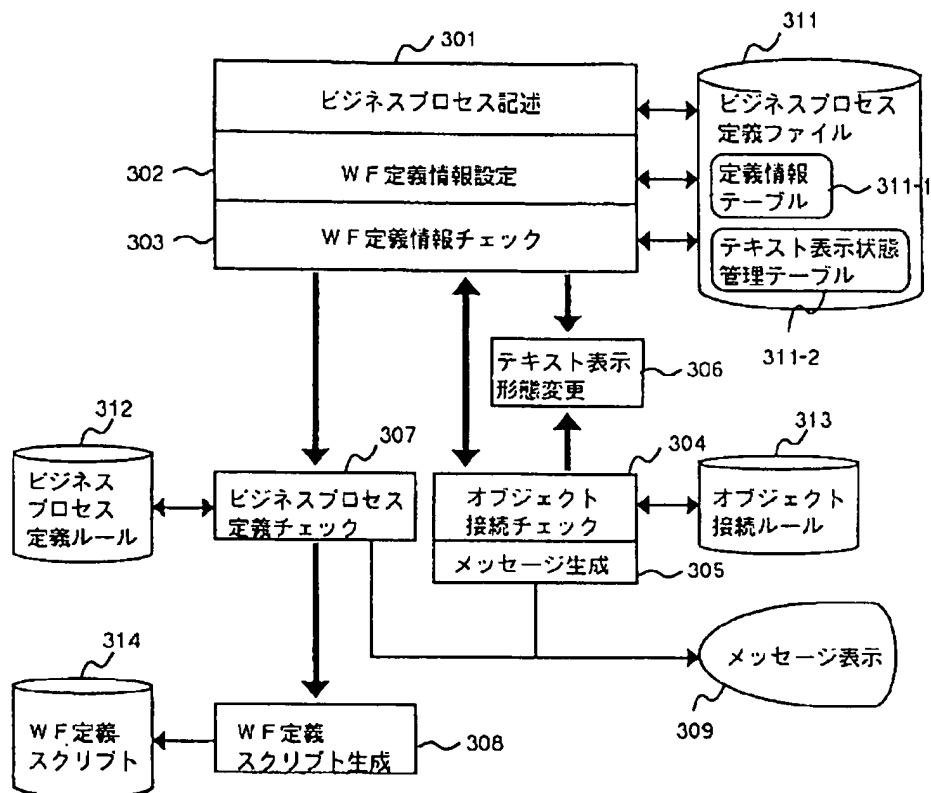 301
ビジネスプロセス記述
302
WF定義情報設定
303
WF定義情報チェック
311
ビジネスプロセス
定義ファイル
定義情報
テーブル
311-1
テキスト表示状態
管理テーブル
311-2
テキスト表示
形態変更
306
312
ビジネス
プロセス
定義ルール
307
ビジネスプロセス
定義チェック
304
オブジェクト
接続チェック
メッセージ生成
305
313
オブジェクト
接続ルール
メッセージ表示
309
314
WF定義
スクリプト
WF定義
スクリプト生成
308